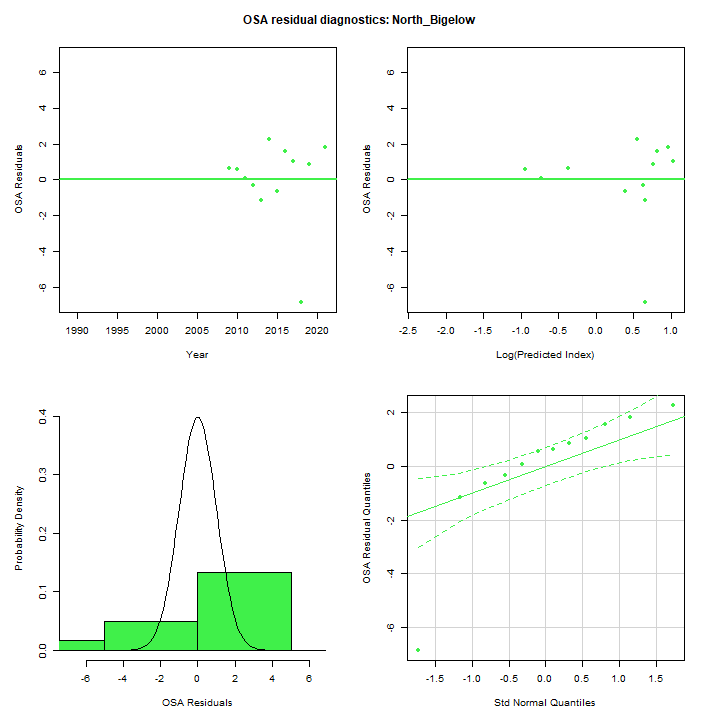 OSA residual diagnostics: North_Bigelow
OSA Residuals
6
4
2
0
-2
-4
-6
1990 1995 2000 2005 2010 2015 2020
Year
OSA Residuals
6
4
2
0
-2
-4
-6
-2.5 -2.0 -1.5 -1.0 -0.5 0.0 0.5 1.0
Log(Predicted Index)
Probability Density
0.4
0.3
0.2
0.1
0.0
-6 -4 -2 0 2 4 6
OSA Residuals
OSA Residual Quantiles
2
0
-2
-4
-6
-1.5 -1.0 -0.5 0.0 0.5 1.0 1.5
Std Normal Quantiles